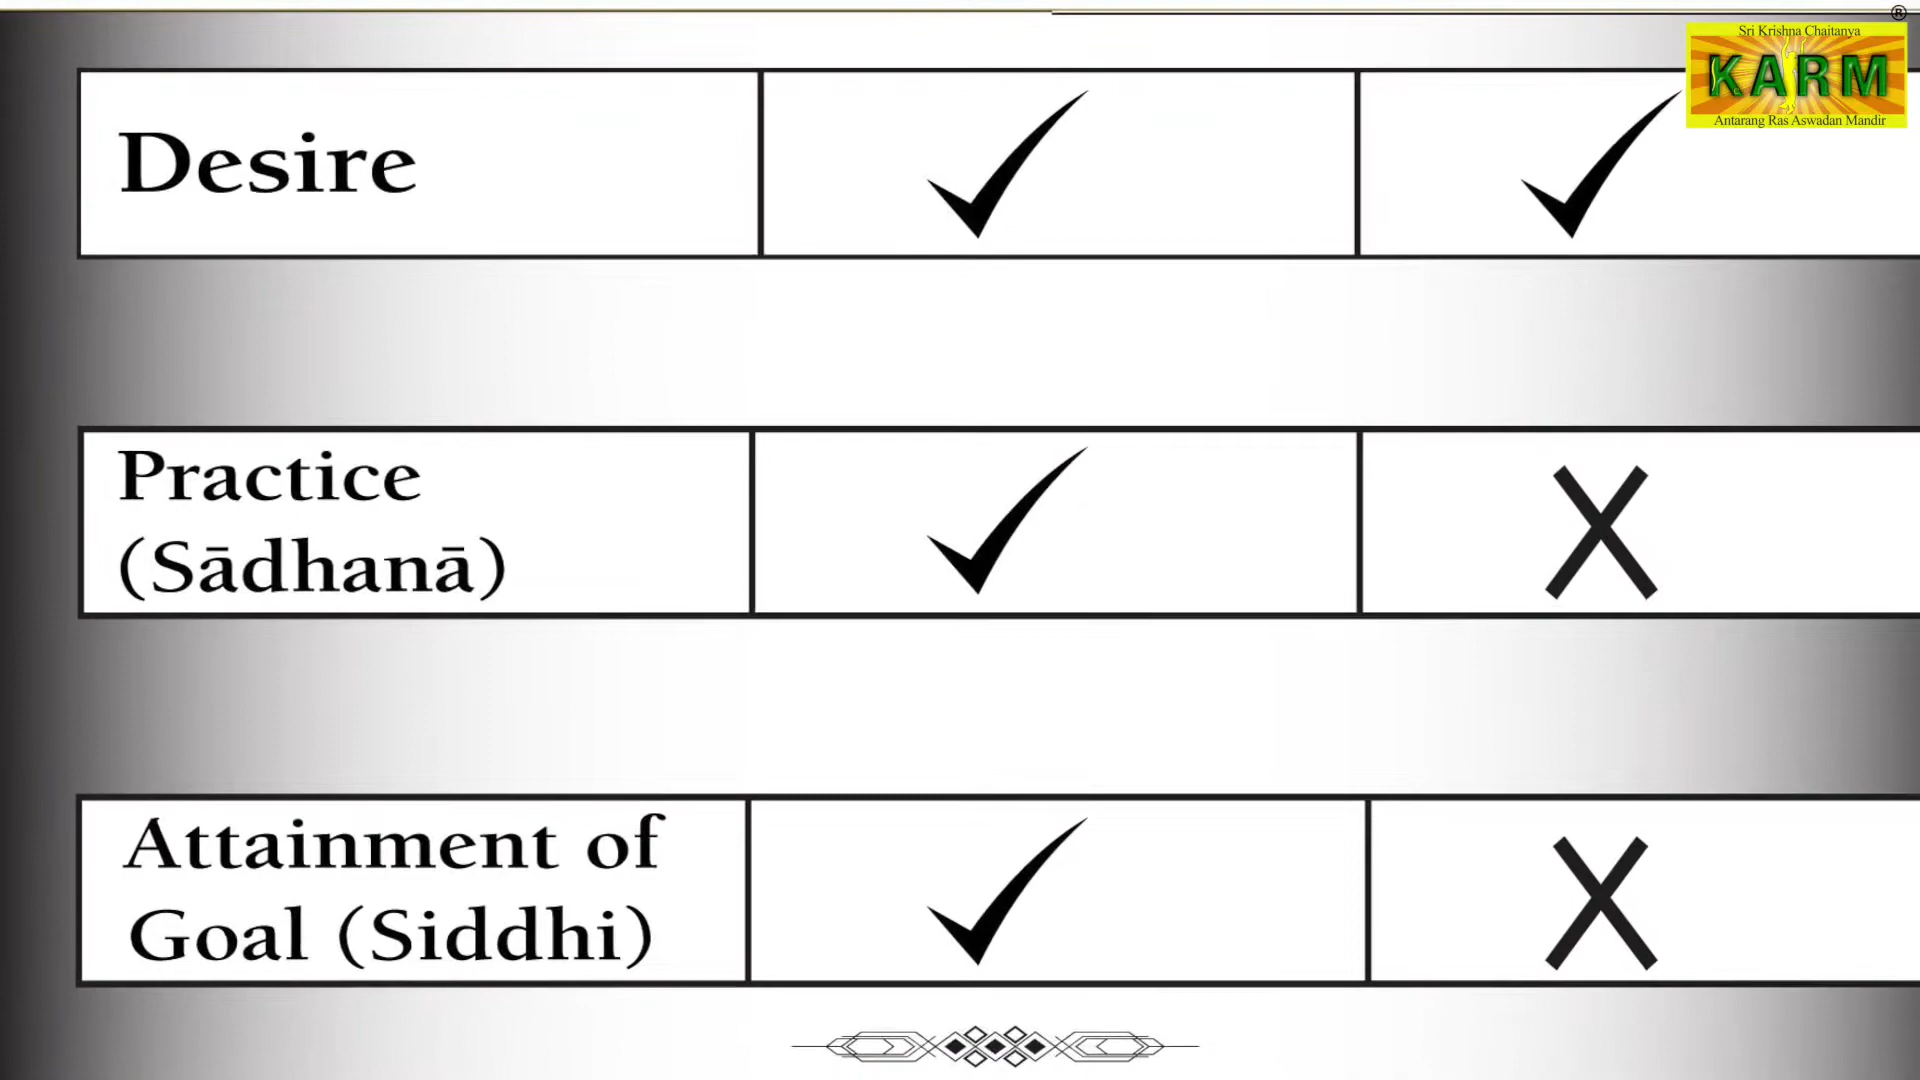 ®
Sri Krishna Chaitanya
KARM
Antarang Ras Aswadan Mandir
Desire
Practice
(Sādhanā)
Attainment of
Goal (Siddhi)